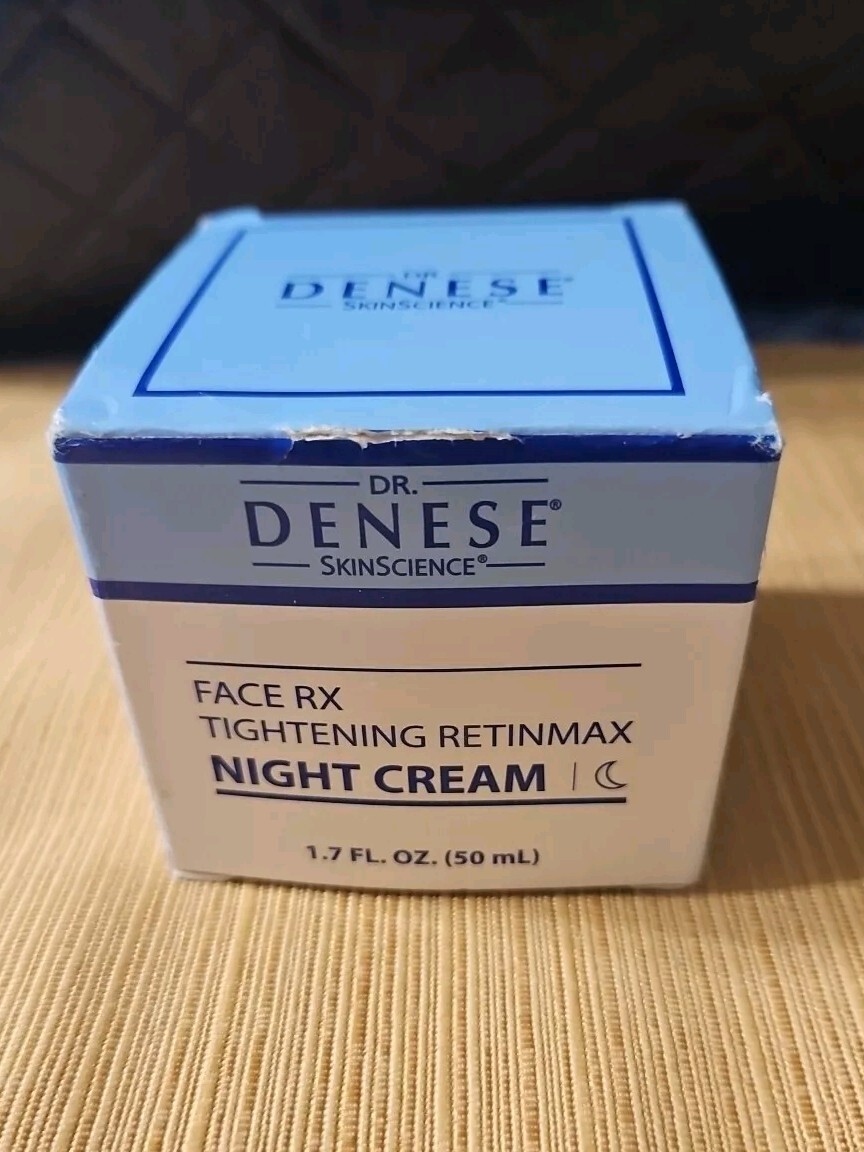 DR.
DENESE®
SKINSCIENCE®
DR.
DENESE®
SKINSCIENCE®
FACE RX
TIGHTENING RETINMAX
NIGHT CREAM
1.7 FL. OZ. (50 mL)